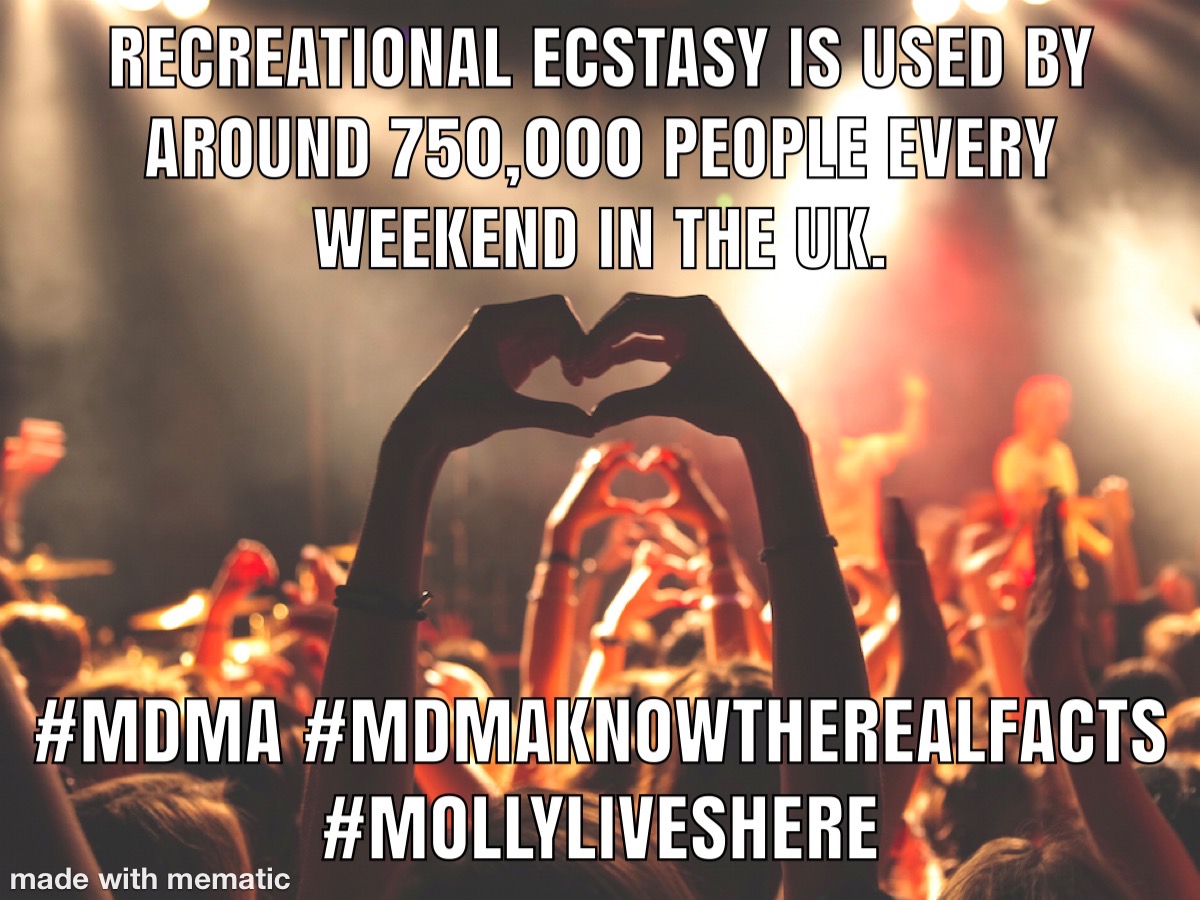 RECREATIONAL ECSTASY IS USED BY
AROUND 750,000 PEOPLE EVERY
WEEKEND IN THE UK.
#MDMA #MDMAKNOWTHEREALFACTS
#MOLLYLIVESHERE
made with mematic